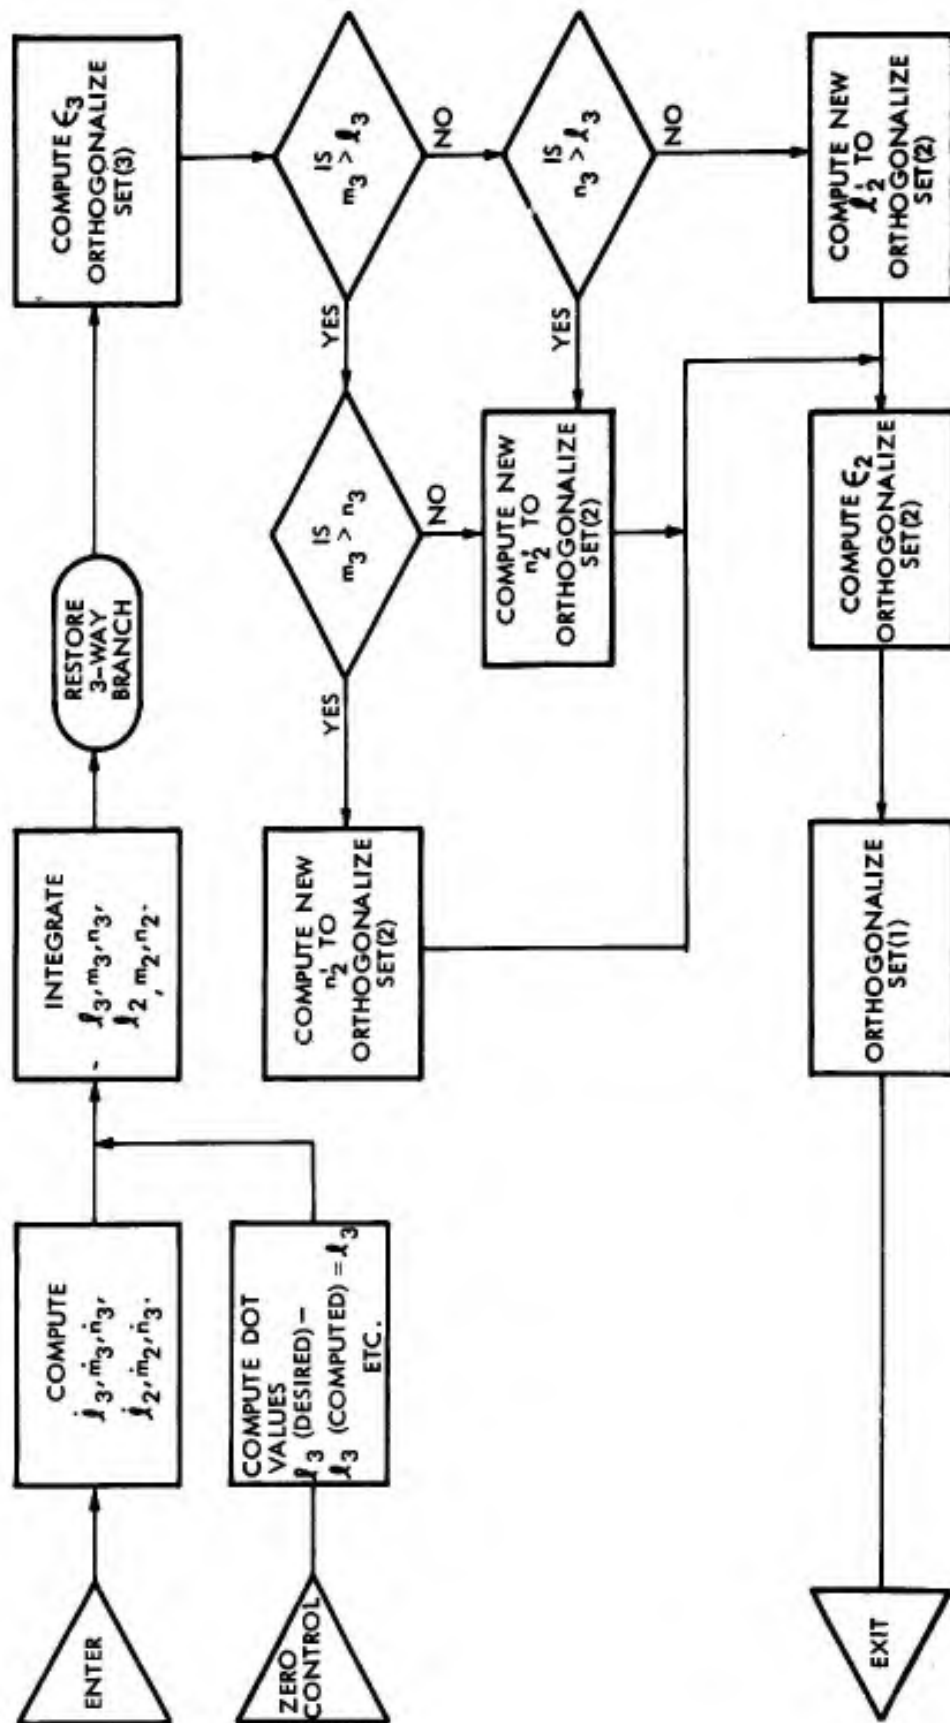 ENTER
COMPUTE
l̇3, ṁ3, ṅ3,
l̇2, ṁ2, ṅ3.
INTEGRATE
l3, m3, n3,
l2, m2, n2.
RESTORE
3-WAY
BRANCH
COMPUTE ϵ3
ORTHOGONALIZE
SET(3)
ZERO
CONTROL
COMPUTE DOT
VALUES
l3 (DESIRED) −
l3 (COMPUTED) = l3
ETC.
IS
m3 > l3
YES
NO
IS
m3 > n3
YES
NO
COMPUTE NEW
n'2 TO
ORTHOGONALIZE
SET(2)
IS
n3 > l3
YES
NO
COMPUTE NEW
n'2 TO
ORTHOGONALIZE
SET(2)
COMPUTE NEW
l'2 TO
ORTHOGONALIZE
SET(2)
COMPUTE ϵ2
ORTHOGONALIZE
SET(2)
ORTHOGONALIZE
SET(1)
EXIT